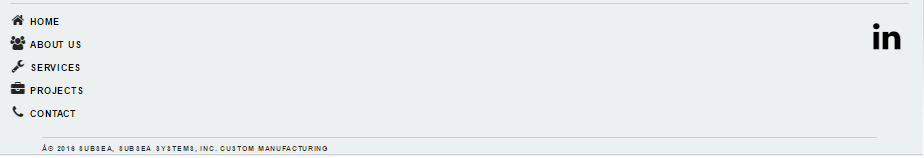 HOME
in
ABOUT US
SERVICES
PROJECTS
CONTACT
Â© 2016 SUBSEA, SUBSEA SYSTEMS, INC. CUSTOM MANUFACTURING